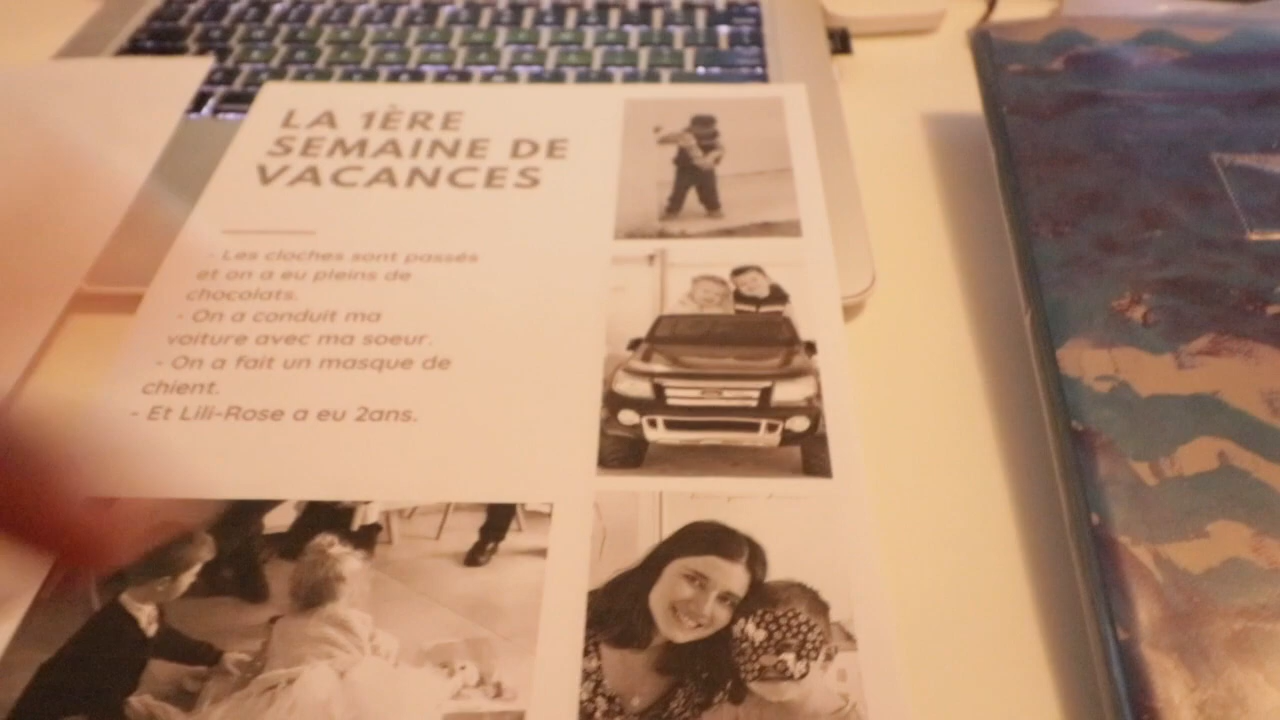 LA 1ÈRE
SEMAINE DE
VACANCES
- Les cloches sont passés
et on a eu pleins de
chocolats.
- On a conduit ma
voiture avec ma soeur.
- On a fait un masque de
chient.
- Et Lili-Rose a eu 2ans.